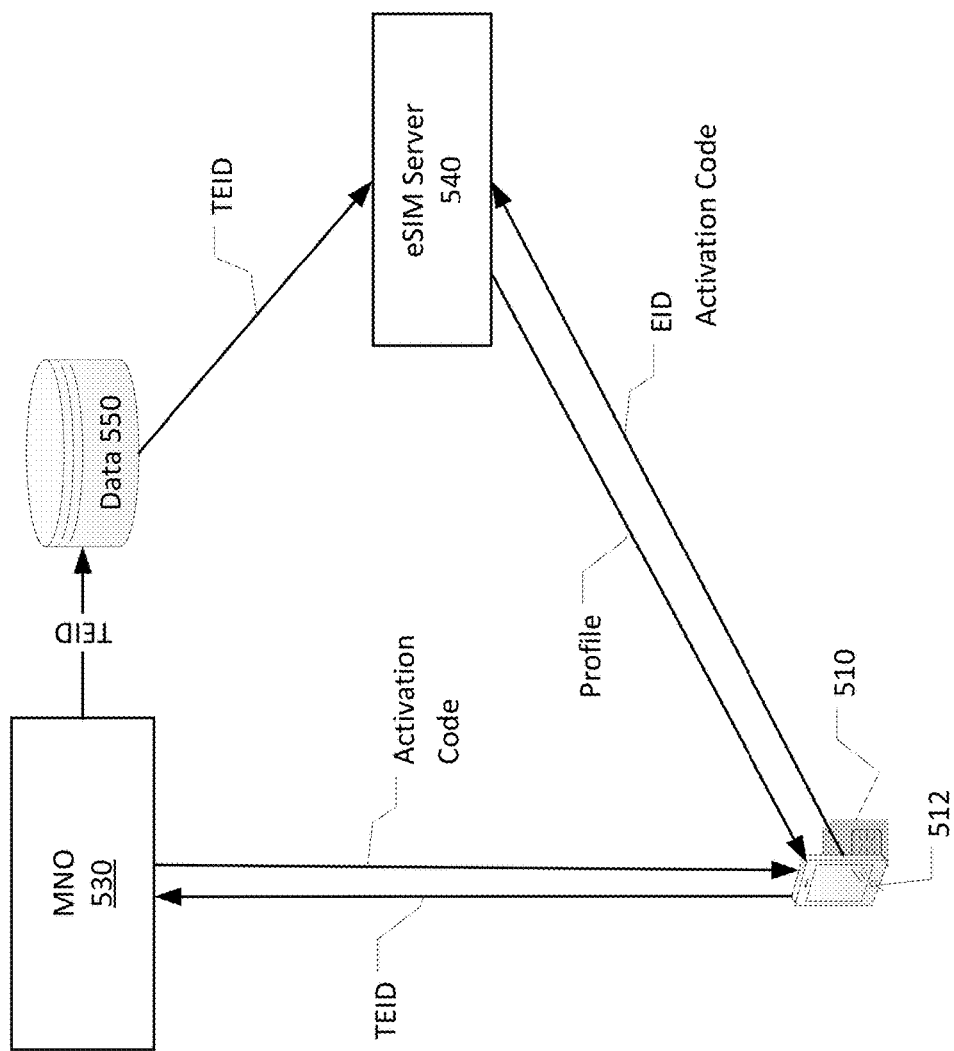 MNO
530
TEID
Data 550
TEID
eSIM Server
540
TEID
Activation
Code
Profile
EID
Activation Code
510
512